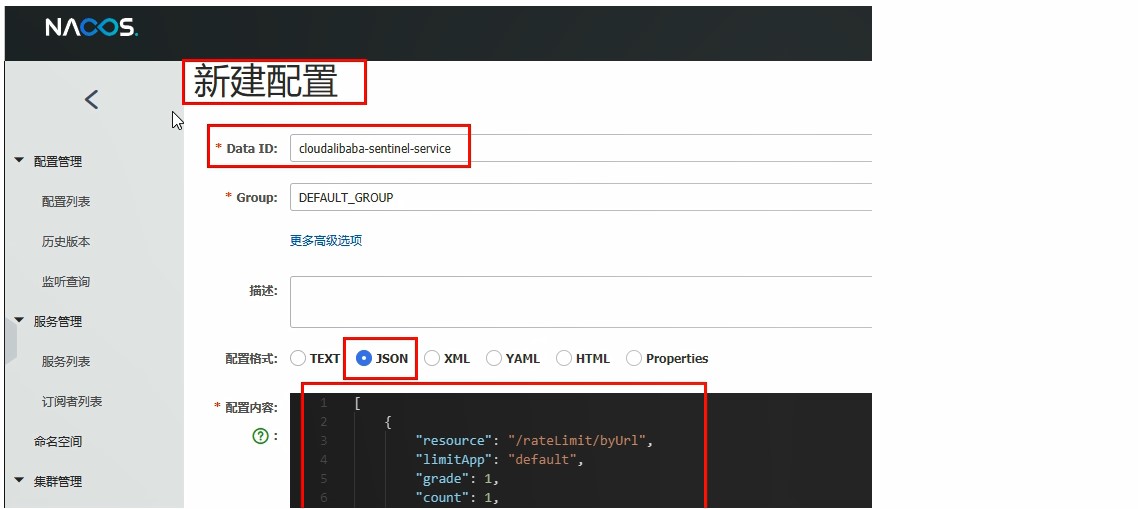 NACOS.
新建配置
* Data ID: cloudalibaba-sentinel-service
* Group: DEFAULT_GROUP
更多高级选项
描述:
配置格式: TEXT JSON XML YAML HTML Properties
* 配置内容:
? :
1 [
2 {
3 "resource": "/rateLimit/byUrl",
4 "limitApp": "default",
5 "grade": 1,
6 "count": 1,
配置管理
配置列表
历史版本
监听查询
服务管理
服务列表
订阅者列表
命名空间
集群管理